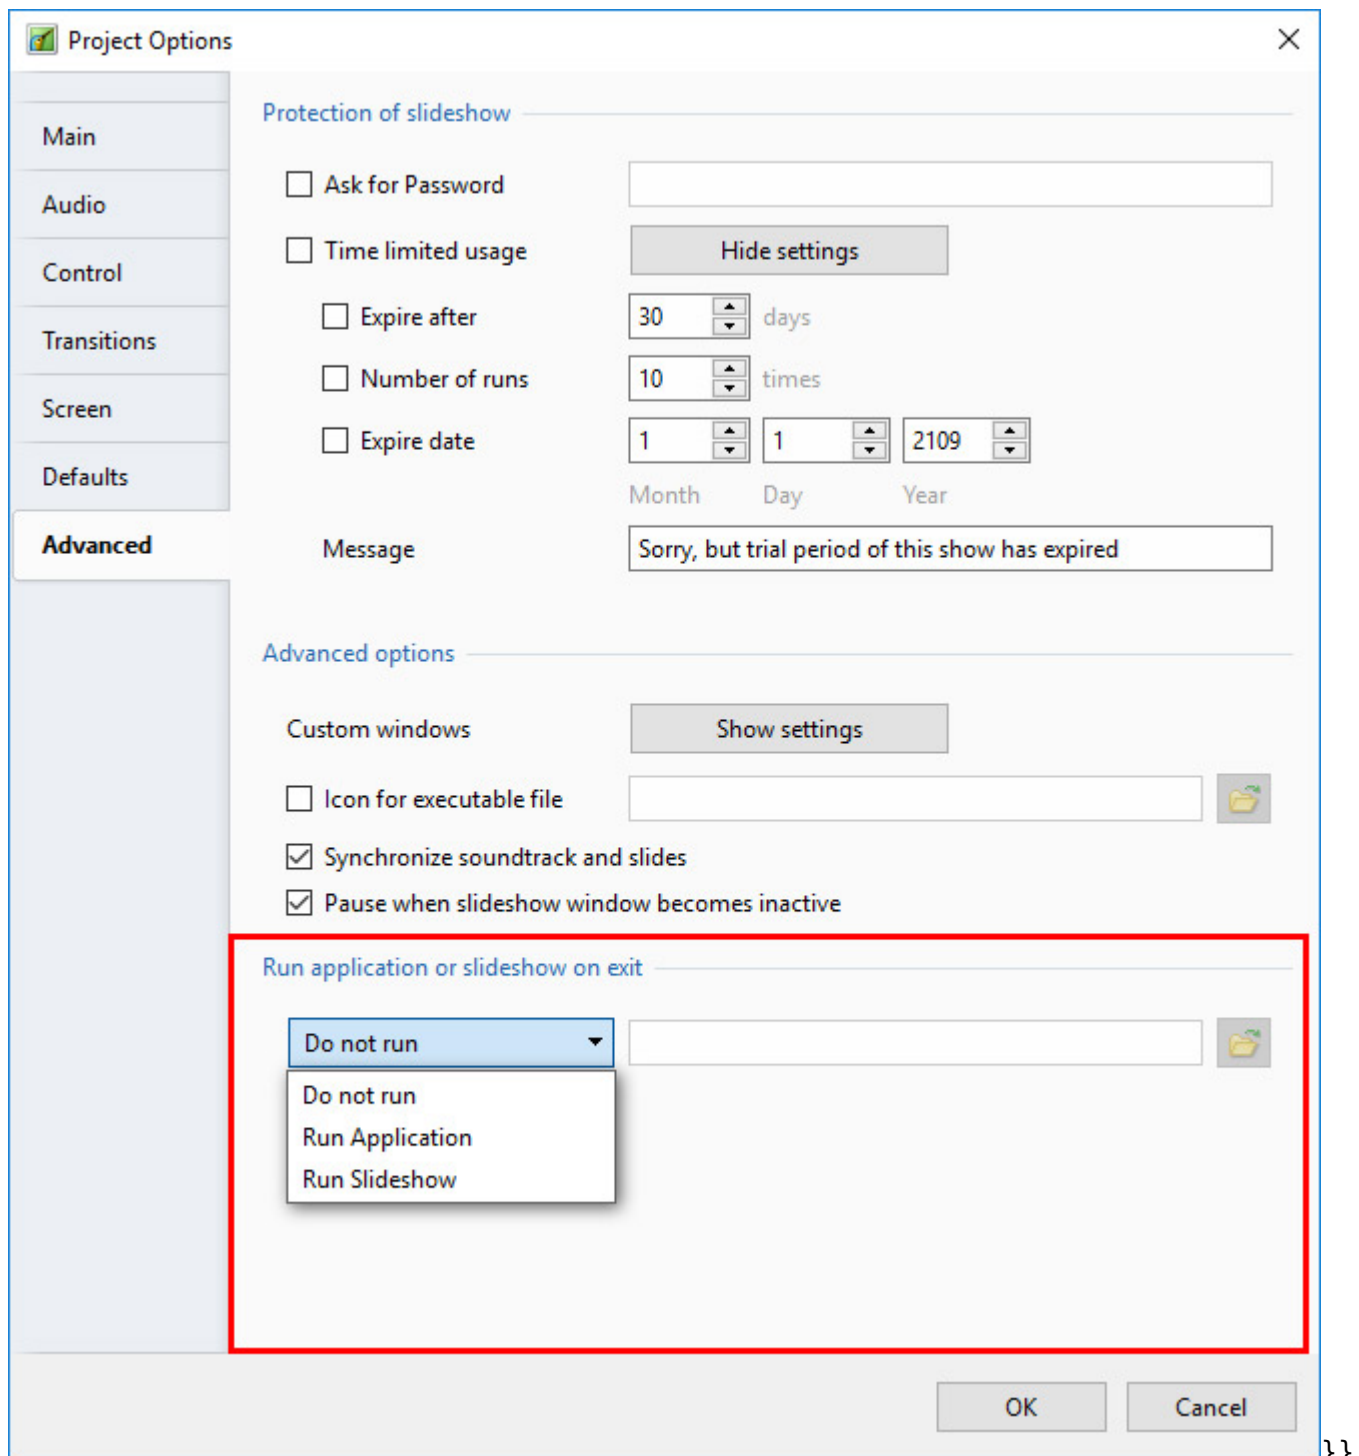 Project Options
Main
Audio
Control
Transitions
Screen
Defaults
Advanced
Protection of slideshow
Ask for Password
Time limited usage Hide settings
Expire after 30 days
Number of runs 10 times
Expire date 1 1 2109
Month Day Year
Message Sorry, but trial period of this show has expired
Advanced options
Custom windows Show settings
Icon for executable file
Synchronize soundtrack and slides
Pause when slideshow window becomes inactive
Run application or slideshow on exit
Do not run
Do not run
Run Application
Run Slideshow
OK Cancel
}}